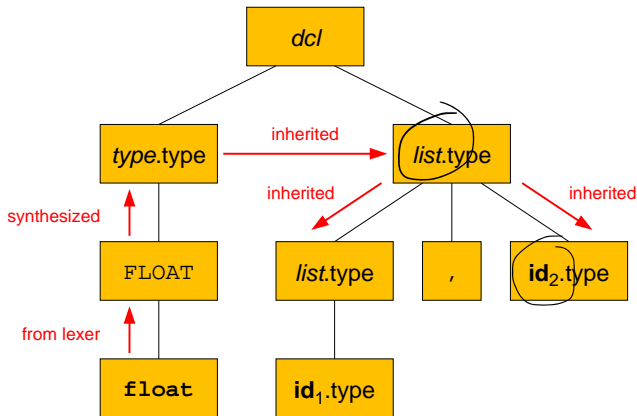 dcl
inherited
type.type
list.type
inherited
inherited
synthesized
FLOAT
list.type
,
id₂.type
from lexer
float
id₁.type